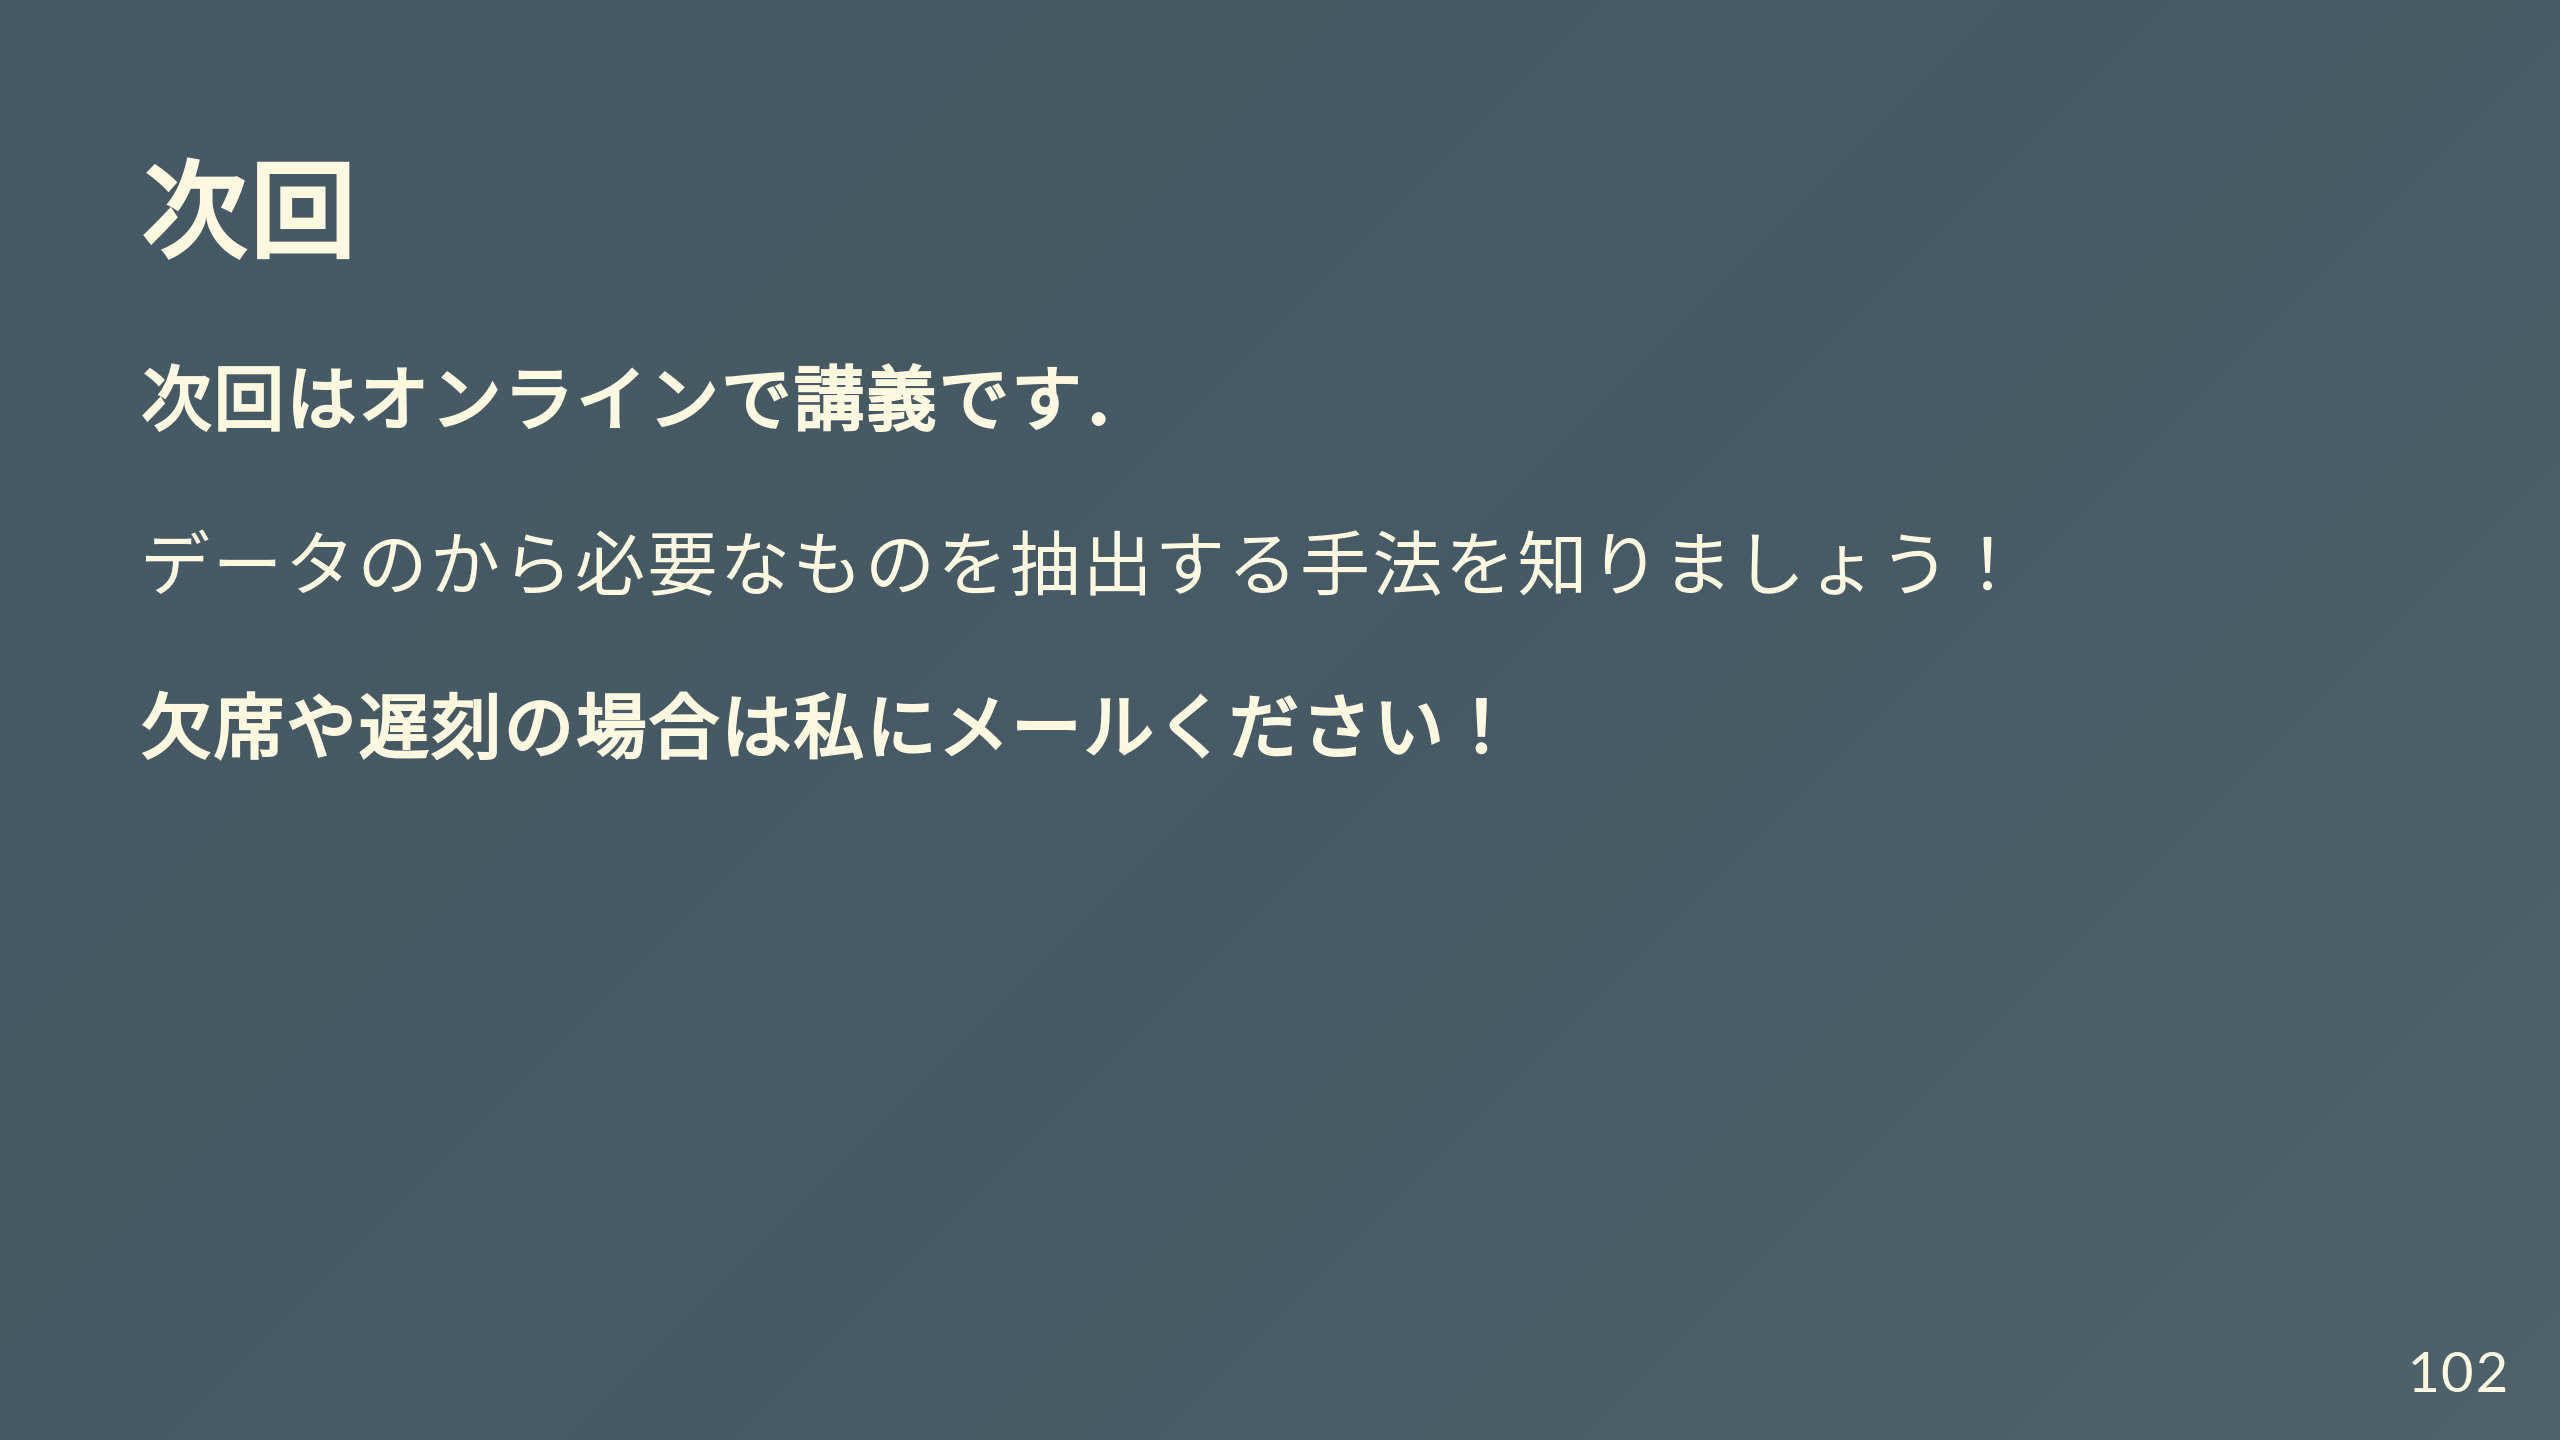 次回
次回はオンラインで講義です．
データのから必要なものを抽出する手法を知りましょう！
欠席や遅刻の場合は私にメールください！
102